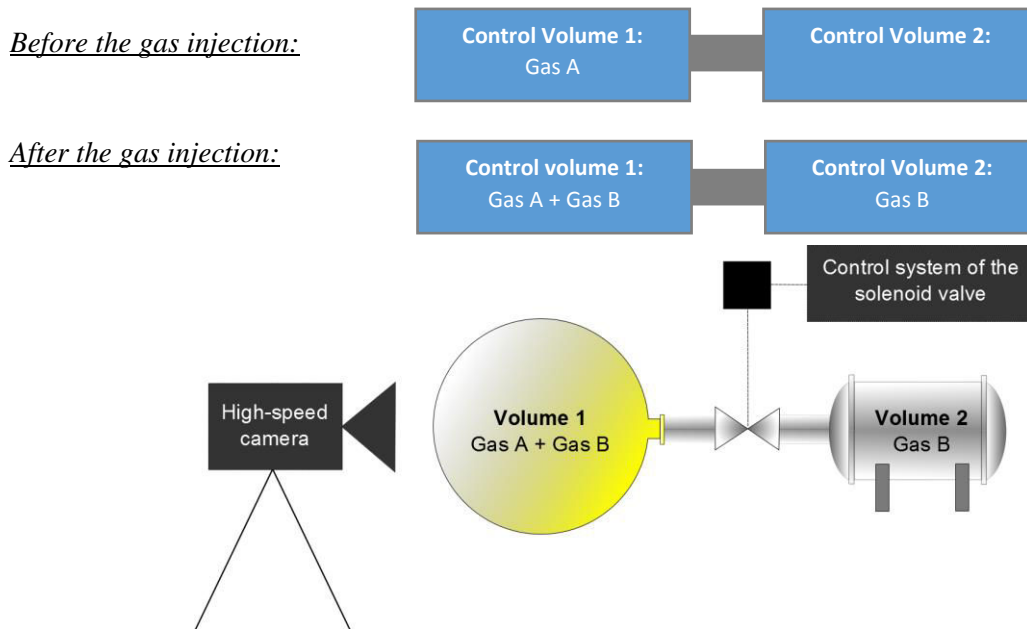 Before the gas injection:
Control Volume 1:
Gas A
Control Volume 2:
After the gas injection:
Control volume 1:
Gas A + Gas B
Control Volume 2:
Gas B
Control system of the
solenoid valve
High-speed
camera
Volume 1
Gas A + Gas B
Volume 2
Gas B